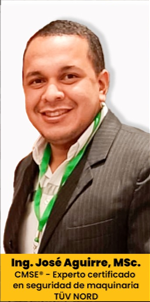 Ing. José Aguirre, MSc.
CMSE® - Experto certificado
en seguridad de maquinaria
TÜV NORD